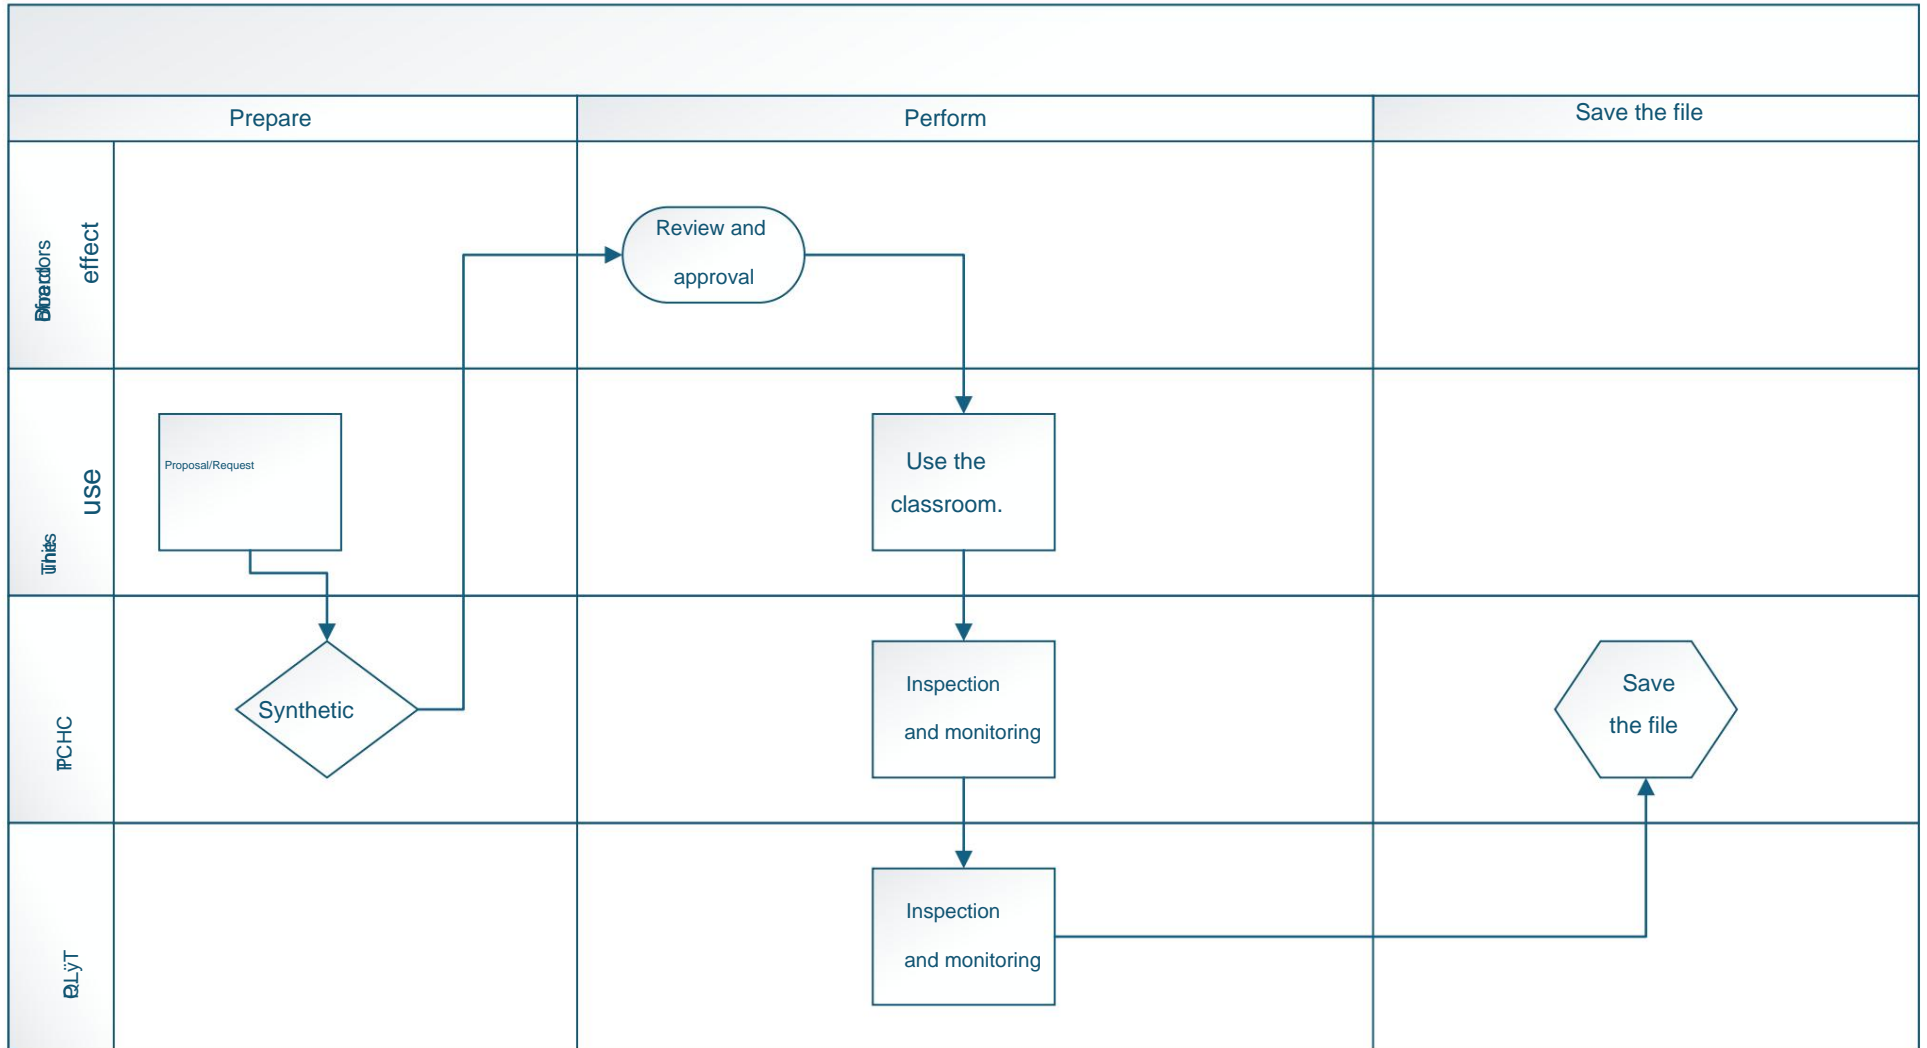 Prepare
Perform
Save the file
effect
Review and
approval
use
Proposal/Request
Use the
classroom.
Synthetic
Inspection
and monitoring
Save
the file
Inspection
and monitoring